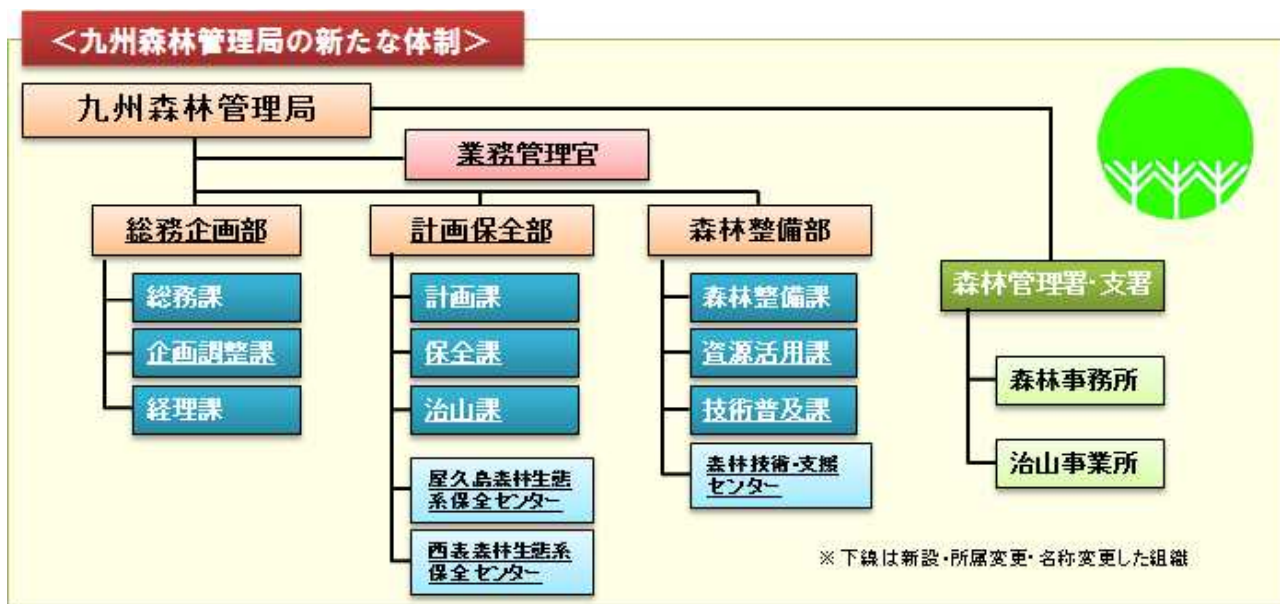 ＜九州森林管理局の新たな体制＞
九州森林管理局
業務管理官
総務企画部
計画保全部
森林整備部
総務課
企画調整課
経理課
計画課
保全課
治山課
屋久島森林生態
系保全センター
西表森林生態系
保全センター
森林整備課
資源活用課
技術普及課
森林技術・支援
センター
森林管理署・支署
森林事務所
治山事業所
※下線は新設・所属変更・名称変更した組織